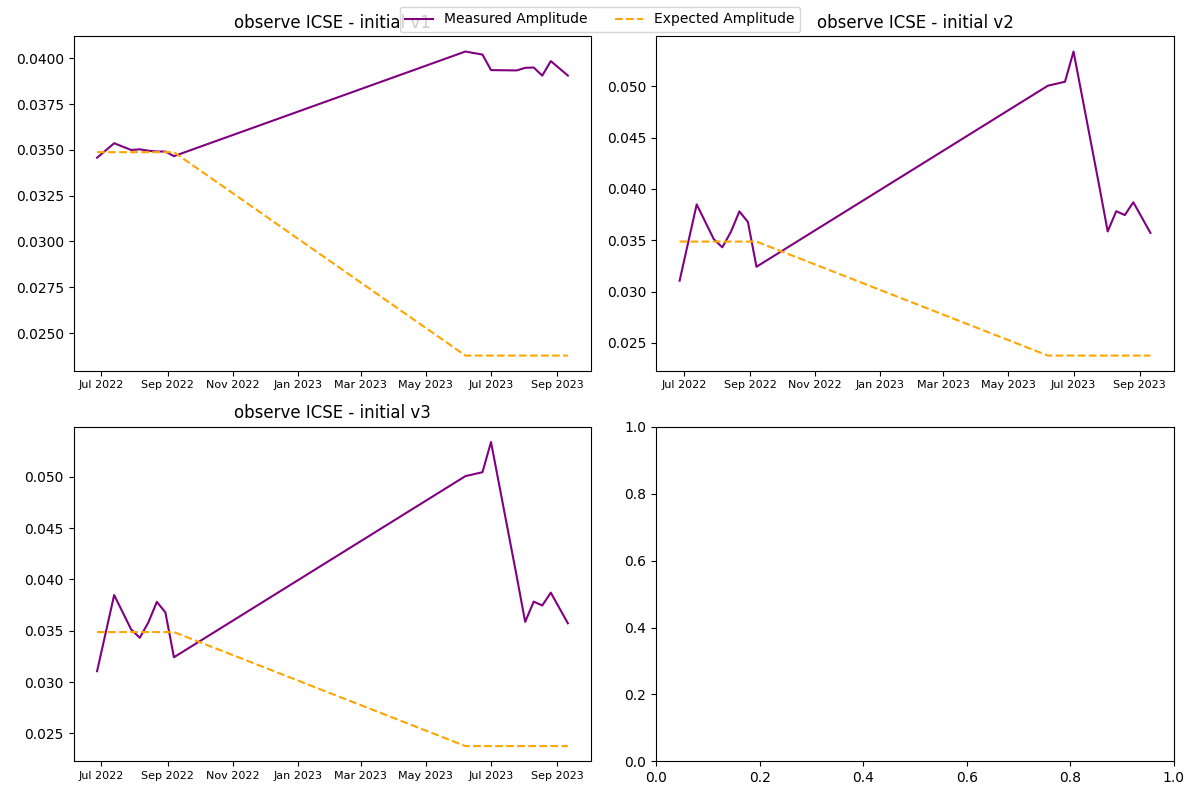 observe ICSE - initial v1
Measured Amplitude
Expected Amplitude
observe ICSE - initial v2
0.0400
0.0375
0.0350
0.0325
0.0300
0.0275
0.0250
Jul 2022 Sep 2022 Nov 2022 Jan 2023 Mar 2023 May 2023 Jul 2023 Sep 2023
0.050
0.045
0.040
0.035
0.030
0.025
Jul 2022 Sep 2022 Nov 2022 Jan 2023 Mar 2023 May 2023 Jul 2023 Sep 2023
observe ICSE - initial v3
0.050
0.045
0.040
0.035
0.030
0.025
Jul 2022 Sep 2022 Nov 2022 Jan 2023 Mar 2023 May 2023 Jul 2023 Sep 2023
1.0
0.8
0.6
0.4
0.2
0.0
0.0 0.2 0.4 0.6 0.8 1.0